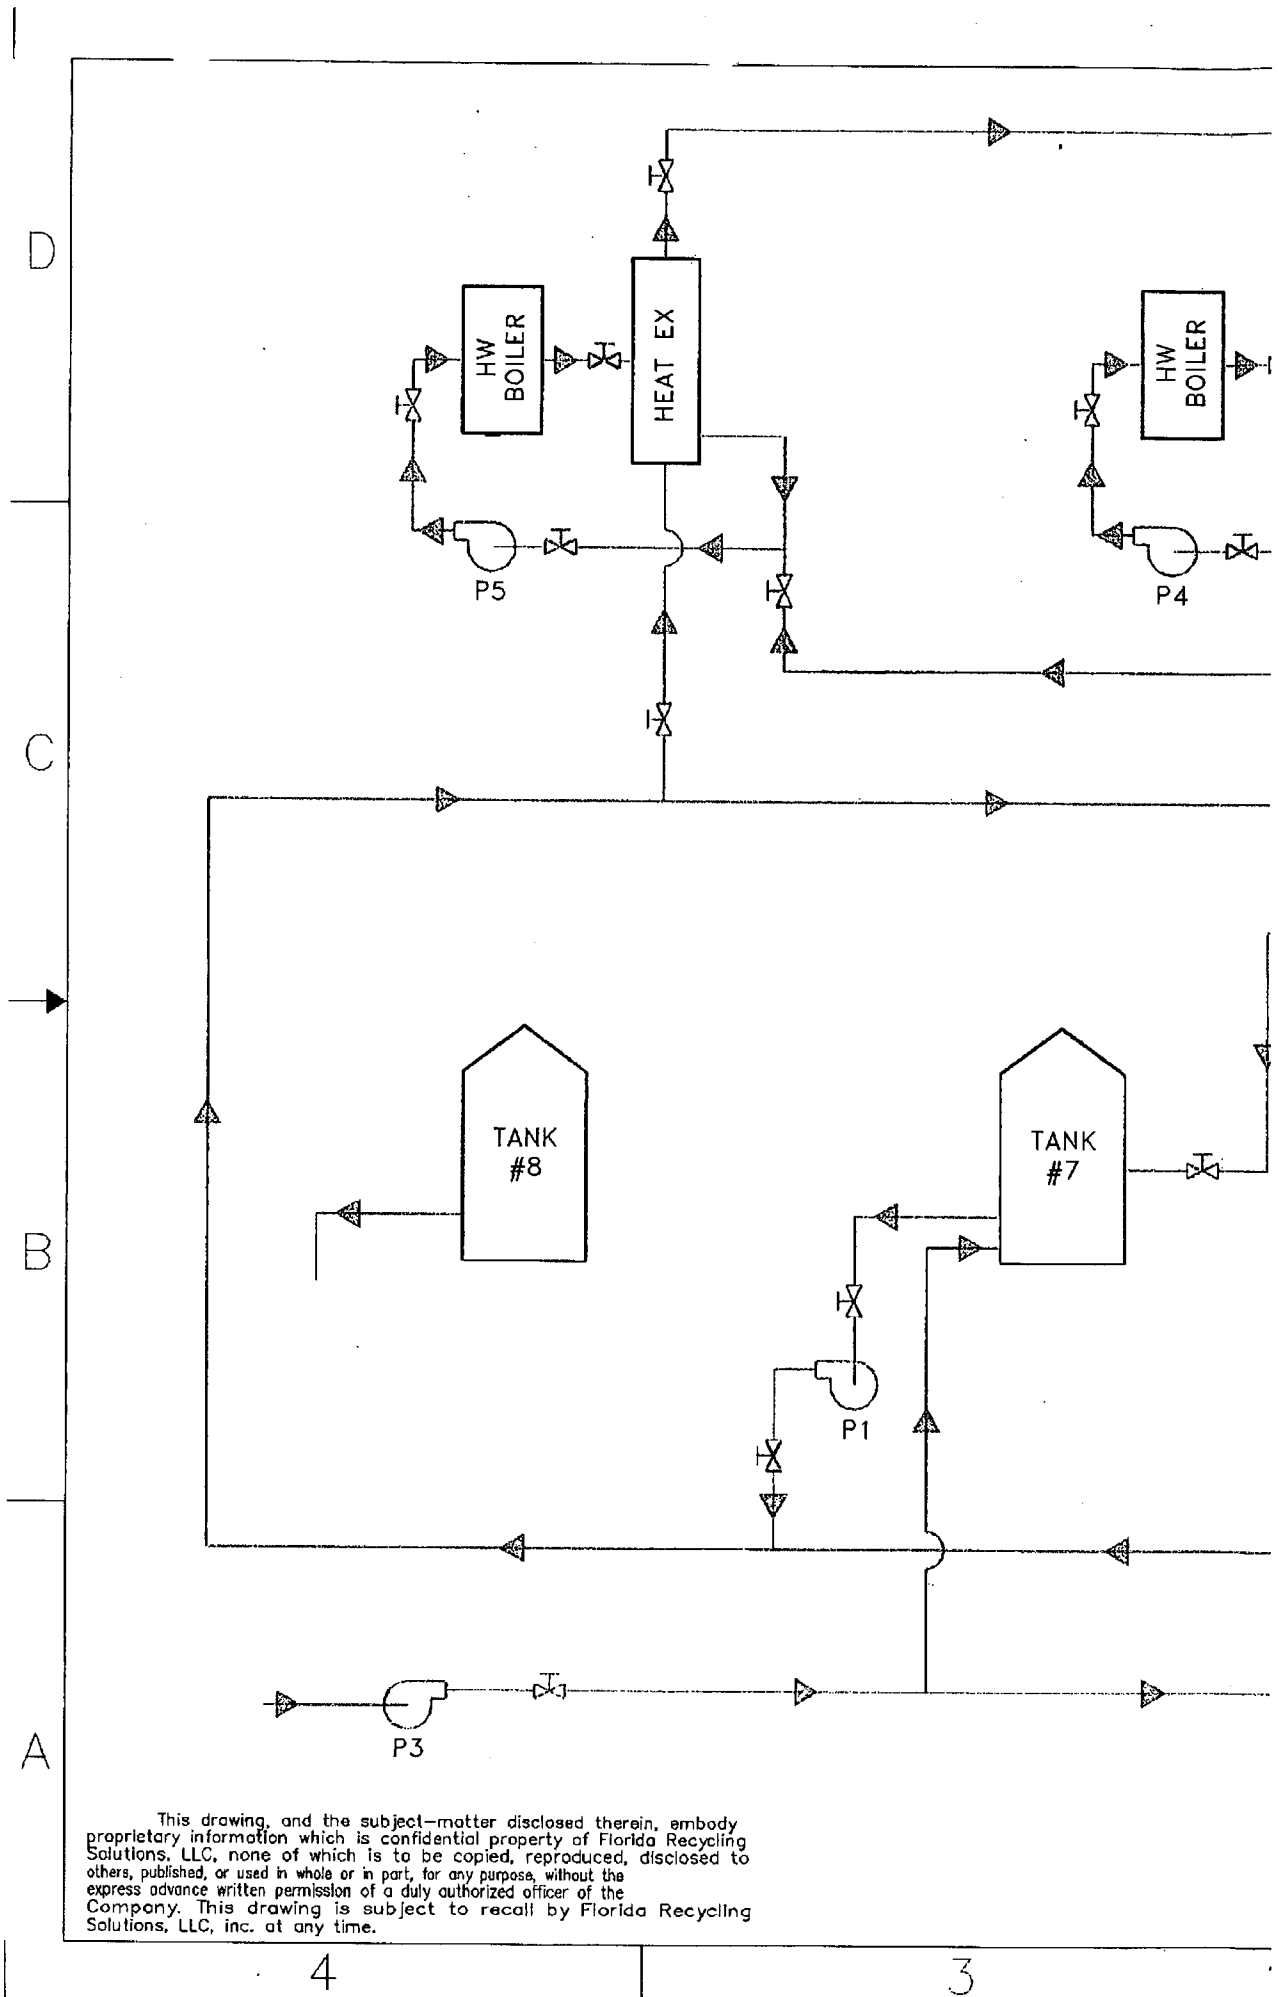 D
HW
BOILER
HEAT EX
HW
BOILER
P5
P4
C
TANK
#8
TANK
#7
B
P1
P3
A
This drawing, and the subject-matter disclosed therein, embody
proprietary information which is confidential property of Florida Recycling
Solutions, LLC, none of which is to be copied, reproduced, disclosed to
others, published, or used in whole or in part, for any purpose, without the
express advance written permission of a duly authorized officer of the
Company. This drawing is subject to recall by Florida Recycling
Solutions, LLC, inc. at any time.
4
3